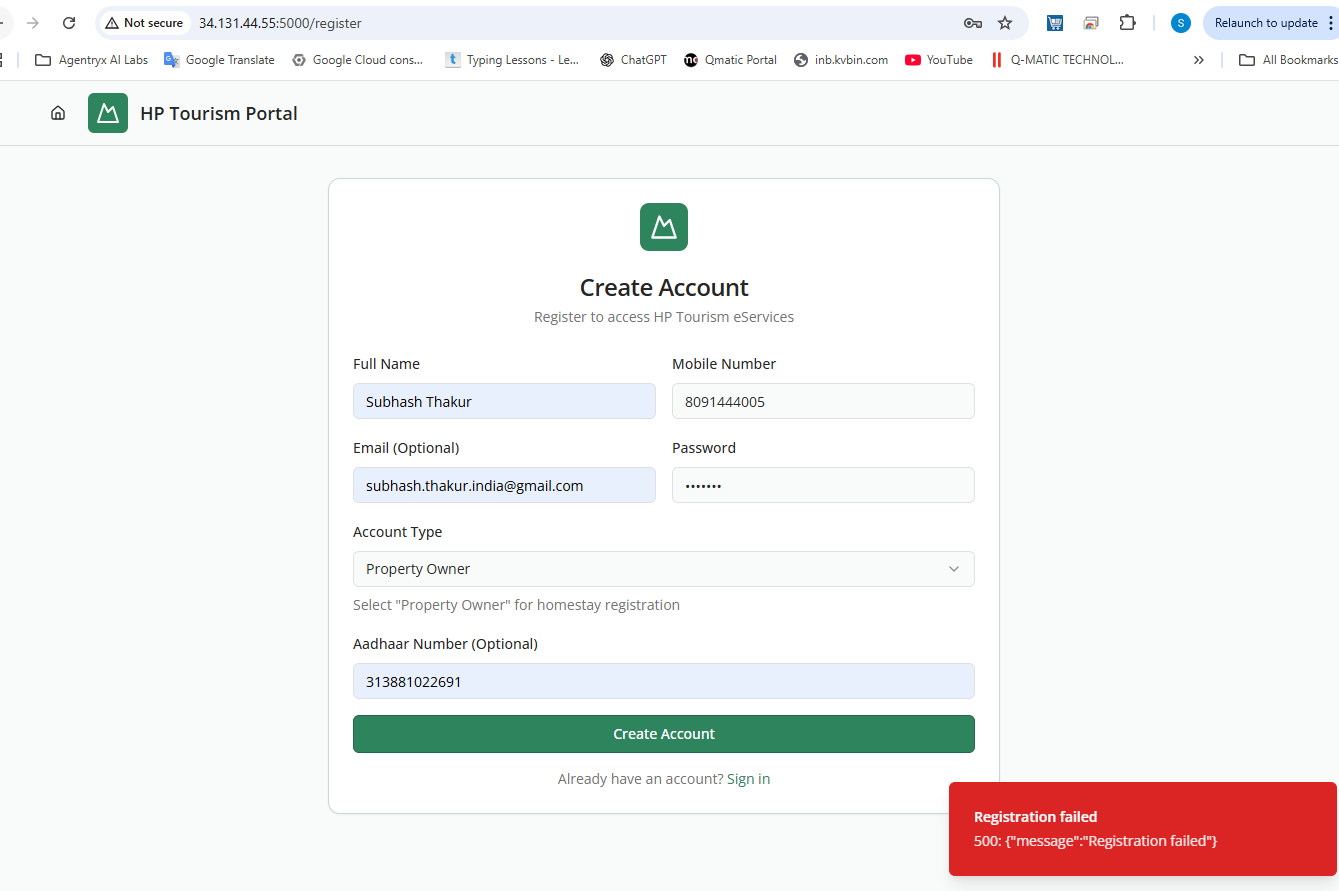 Not secure
34.131.44.55:5000/register
S
Relaunch to update
Agentryx AI Labs
Google Translate
Google Cloud cons...
t
Typing Lessons - Le...
ChatGPT
Qmatic Portal
inb.kvbin.com
YouTube
Q-MATIC TECHNOL...
All Bookmarks
HP Tourism Portal
Create Account
Register to access HP Tourism eServices
Full Name
Mobile Number
Subhash Thakur
8091444005
Email (Optional)
Password
subhash.thakur.india@gmail.com
•••••••
Account Type
Property Owner
Select "Property Owner" for homestay registration
Aadhaar Number (Optional)
313881022691
Create Account
Already have an account? Sign in
Registration failed
500: {"message":"Registration failed"}